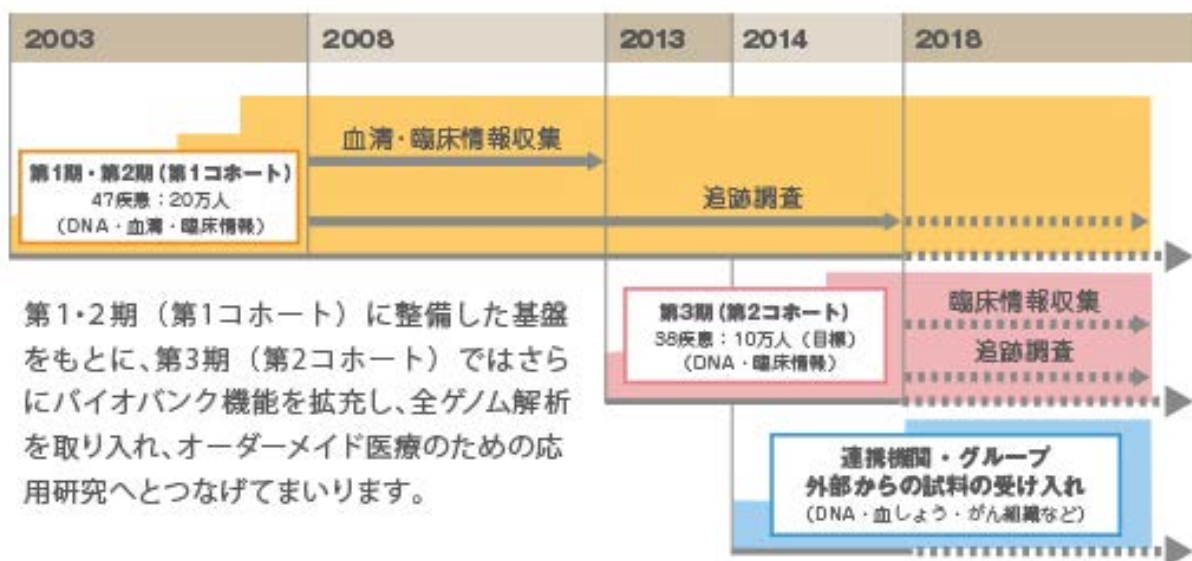 2003 2008 2013 2014 2018
血清・臨床情報収集
第1期・第2期(第1コホート)
47疾患:20万人
(DNA・血清・臨床情報)
追跡調査
第1・2期(第1コホート)に整備した基盤
をもとに、第3期(第2コホート)ではさら
にバイオバンク機能を拡充し、全ゲノム解析
を取り入れ、オーダーメイド医療のための応
用研究へとつなげてまいります。
第3期(第2コホート)
38疾患:10万人(目標)
(DNA・臨床情報)
臨床情報収集
追跡調査
連携機関・グループ
外部からの試料の受け入れ
(DNA・血しょう・がん組織など)